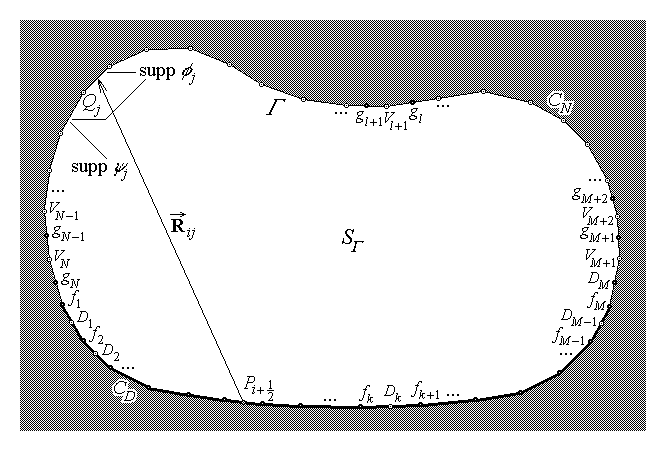 supp ϕj
Qj
Γ
CN
... gl+1 Vl+1 gl ...
supp ψj
...
VN−1
gN−1
VN
gN
f1
D1
f2
D2
...
CD
R⃗ij
SΓ
...
gM+2
VM+2
gM+1
VM+1
DM
fM
DM−1
fM−1
...
Pi+1/2
... fk Dk fk+1 ...